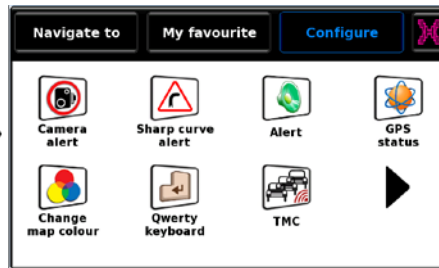 Navigate to
My favourite
Configure
Camera
alert
Sharp curve
alert
Alert
GPS
status
Change
map colour
Qwerty
keyboard
TMC